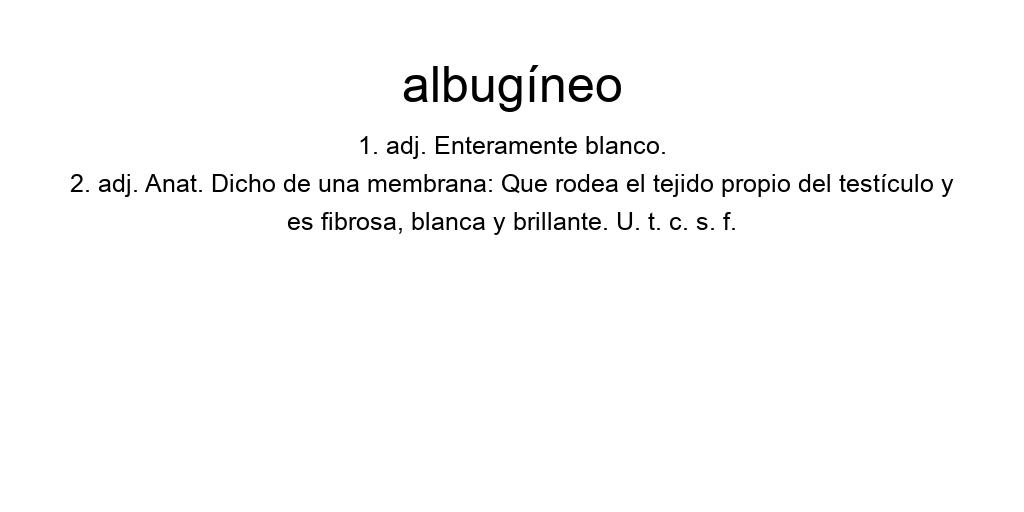 albugíneo
1. adj. Enteramente blanco.
2. adj. Anat. Dicho de una membrana: Que rodea el tejido propio del testículo y
es fibrosa, blanca y brillante. U. t. c. s. f.